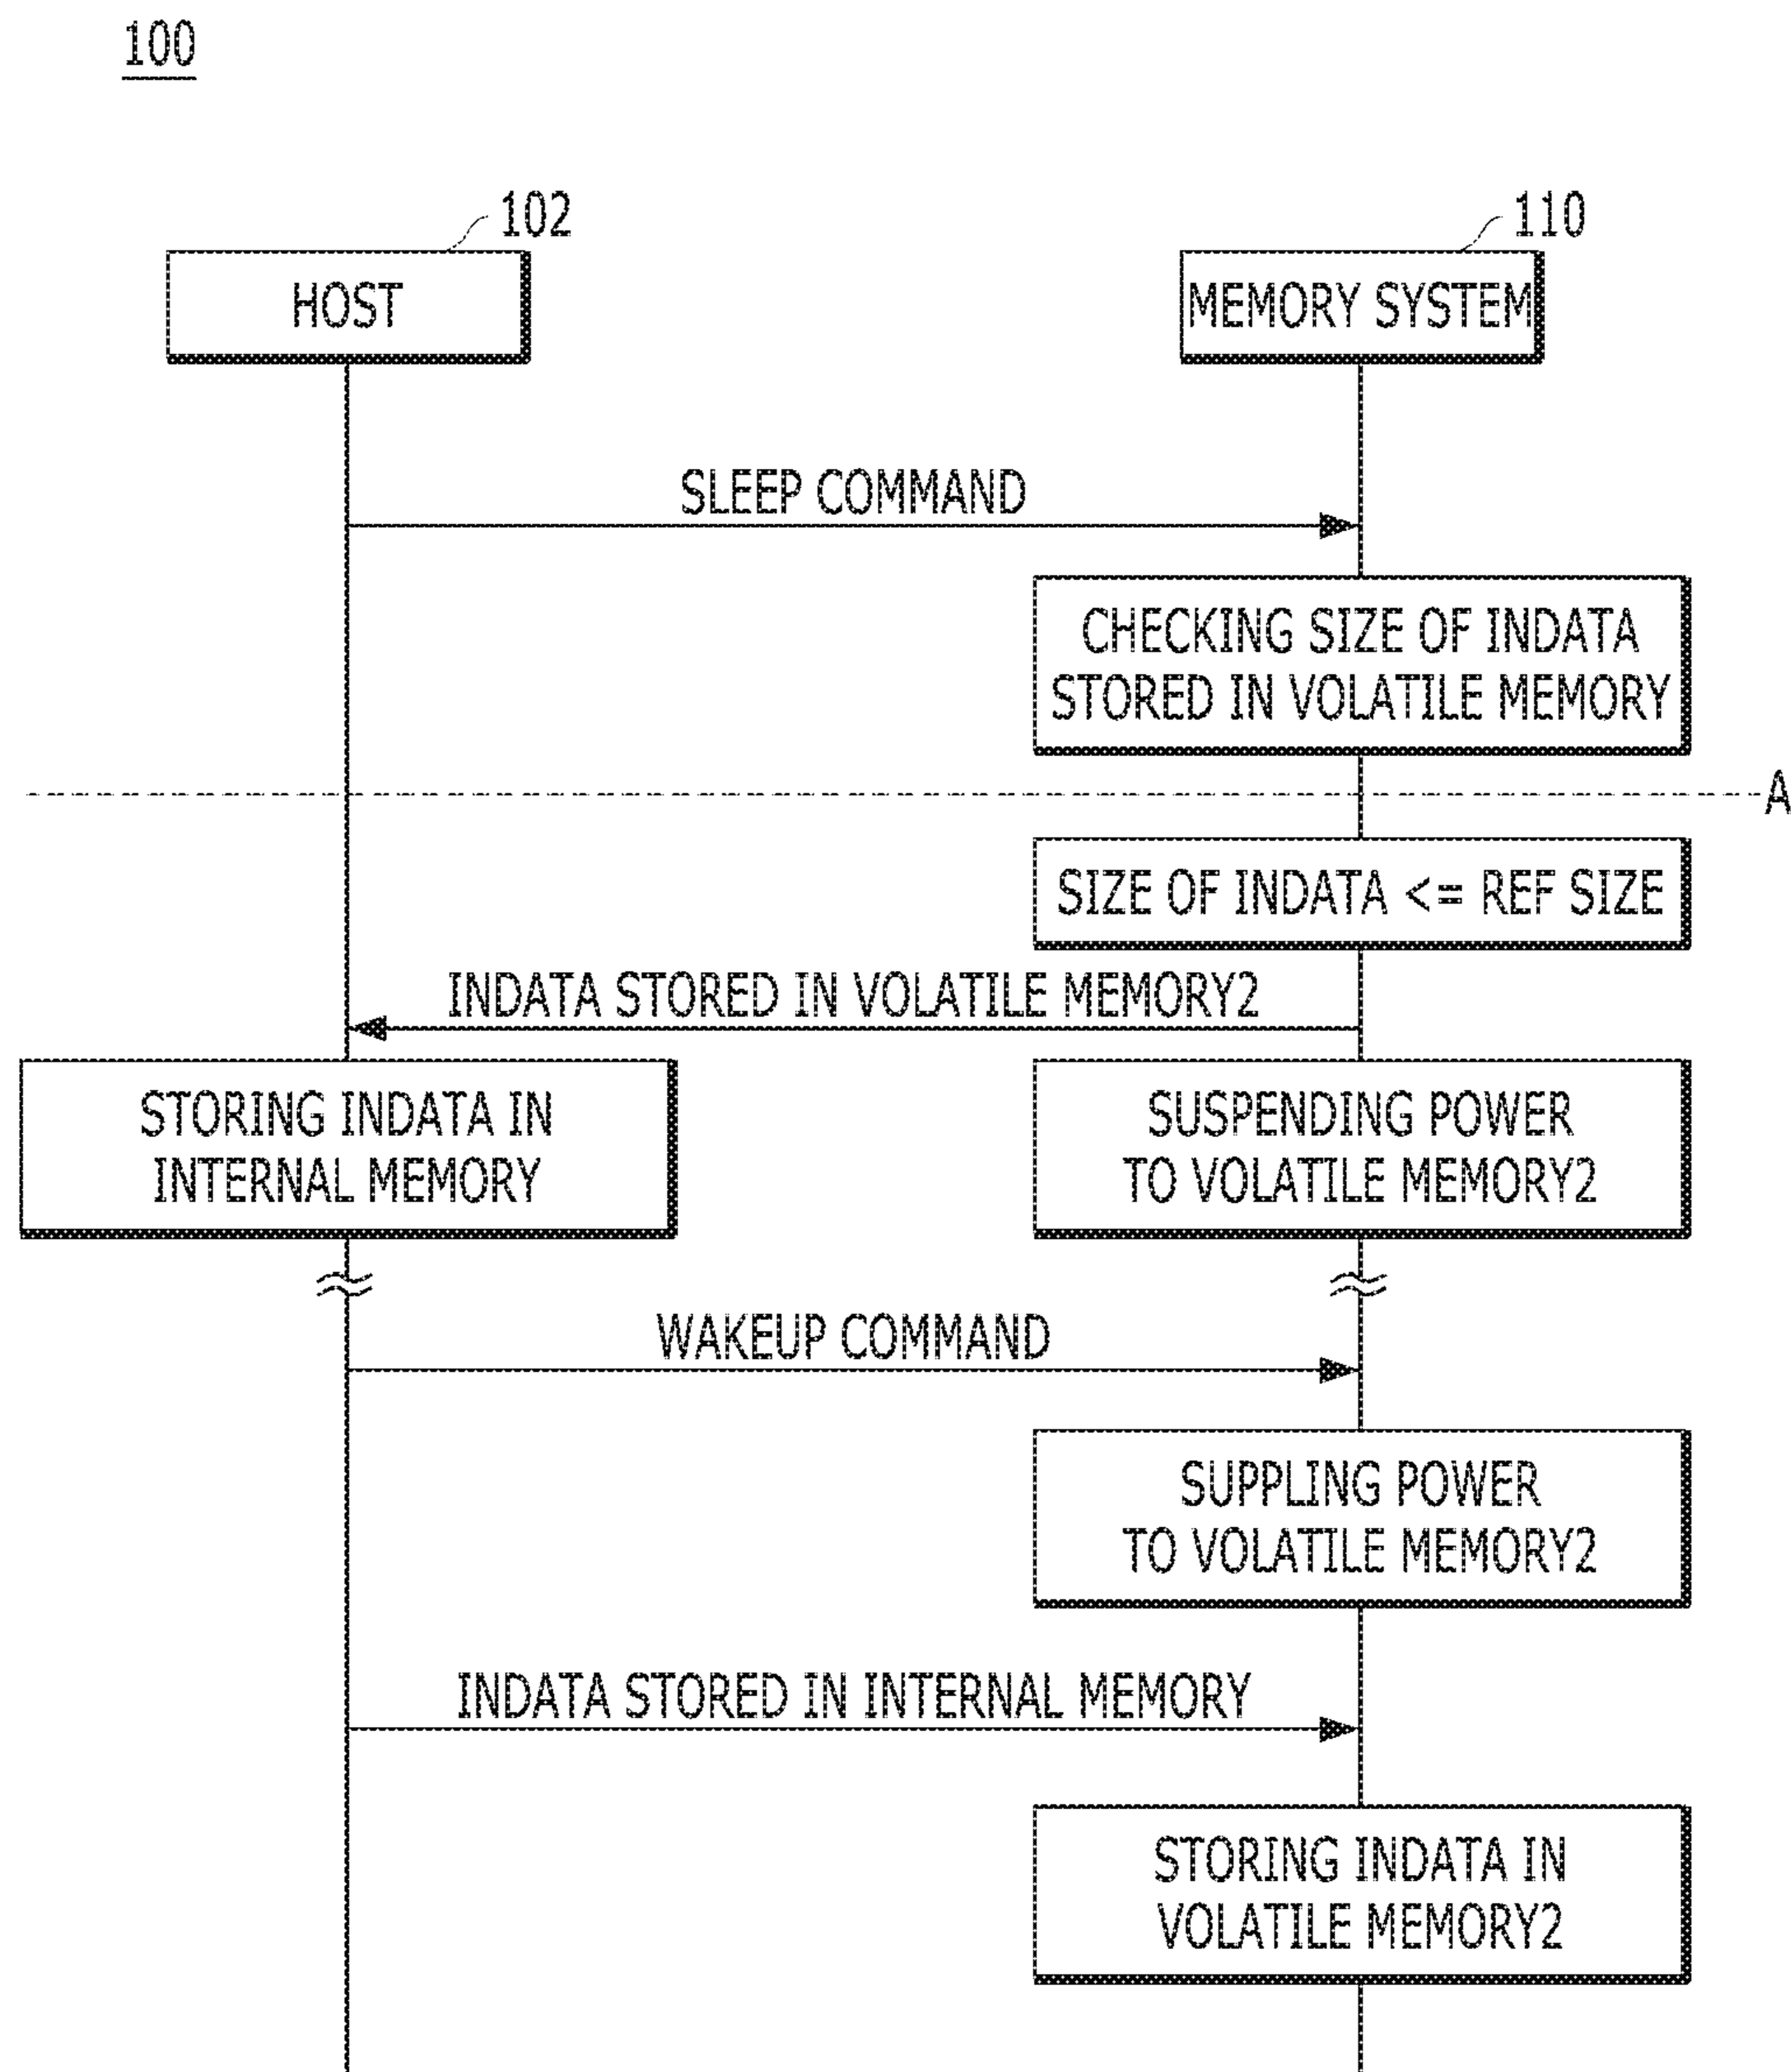 100
102
110
HOST
MEMORY SYSTEM
SLEEP COMMAND
CHECKING SIZE OF INDATA
STORED IN VOLATILE MEMORY
A
SIZE OF INDATA <= REF SIZE
INDATA STORED IN VOLATILE MEMORY2
STORING INDATA IN
INTERNAL MEMORY
SUSPENDING POWER
TO VOLATILE MEMORY2
WAKEUP COMMAND
SUPPLING POWER
TO VOLATILE MEMORY2
INDATA STORED IN INTERNAL MEMORY
STORING INDATA IN
VOLATILE MEMORY2